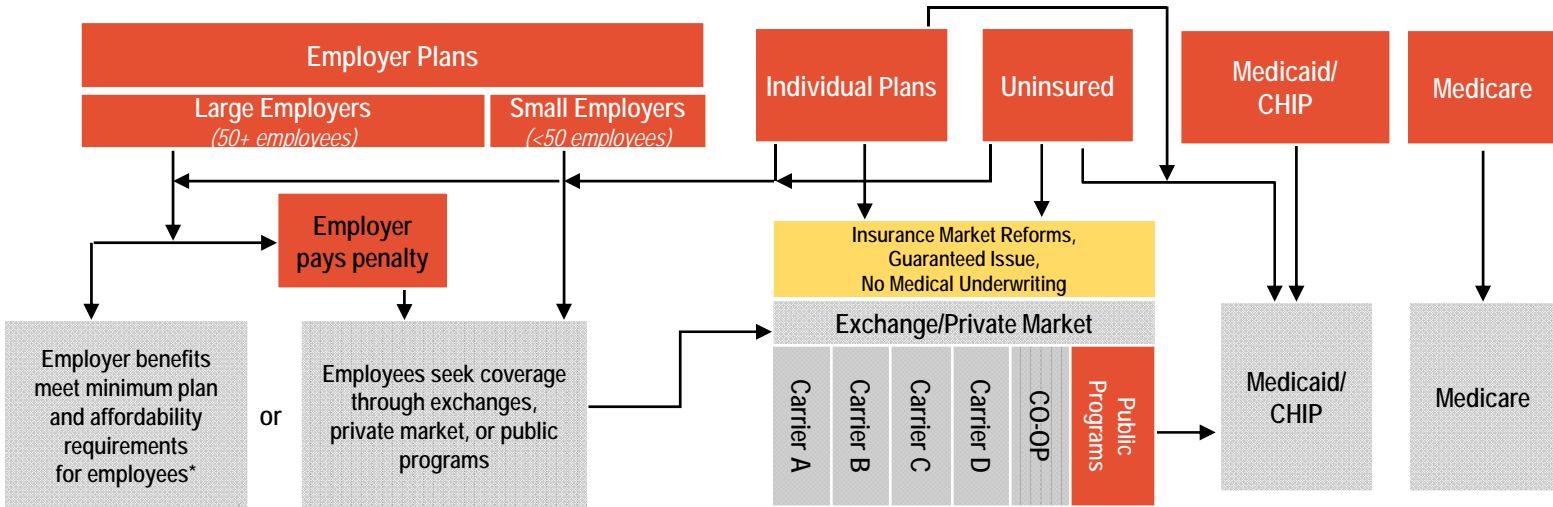 Employer Plans
Large Employers
(50+ employees)
Small Employers
(<50 employees)
Individual Plans
Uninsured
Medicaid/
CHIP
Medicare
Employer
pays penalty
Insurance Market Reforms,
Guaranteed Issue,
No Medical Underwriting
Employer benefits
meet minimum plan
and affordability
requirements
for employees*
or
Employees seek coverage
through exchanges,
private market, or public
programs
Exchange/Private Market
Carrier A
Carrier B
Carrier C
Carrier D
CO-OP
Public
Programs
Medicaid/
CHIP
Medicare